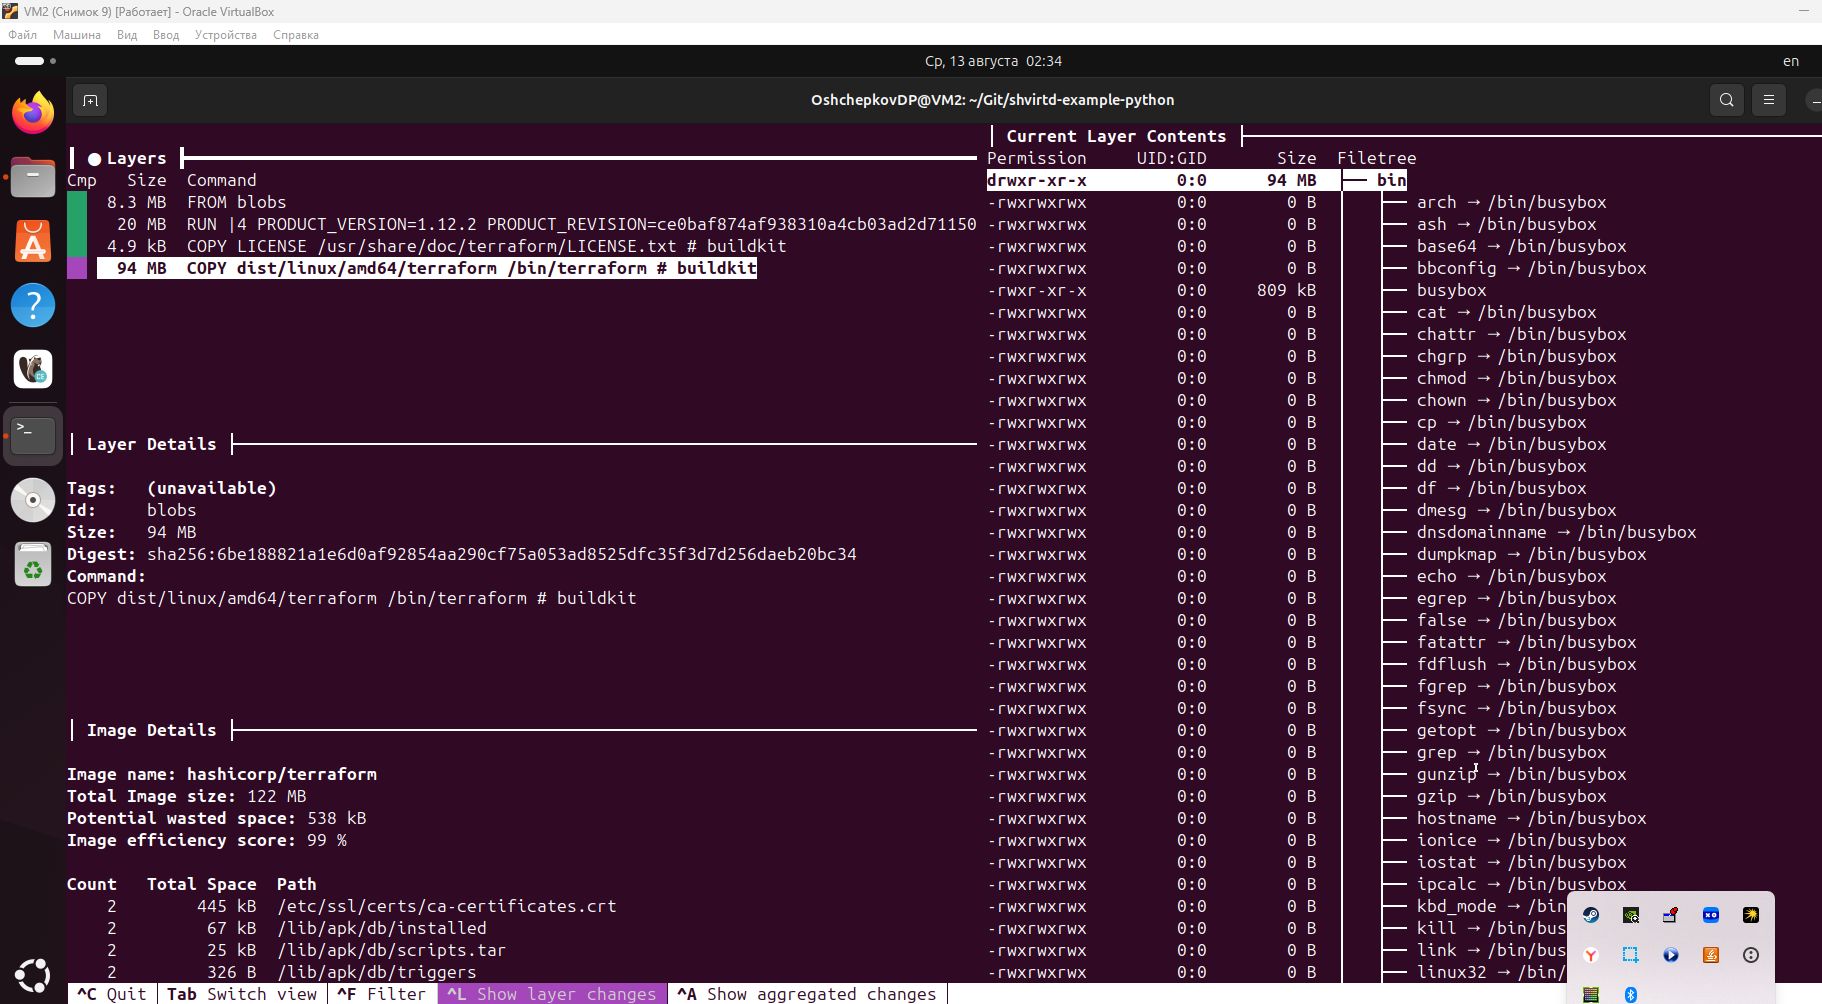 VM2 (Снимок 9) [Работает] - Oracle VirtualBox
Файл Машина Вид Ввод Устройства Справка
Ср, 13 августа 02:34
en
OshchepkovDP@VM2: ~/Git/shvirtd-example-python
● Layers
Cmp Size Command
8.3 MB FROM blobs
20 MB RUN |4 PRODUCT_VERSION=1.12.2 PRODUCT_REVISION=ce0baf874af938310a4cb03ad2d71150
4.9 kB COPY LICENSE /usr/share/doc/terraform/LICENSE.txt # buildkit
94 MB COPY dist/linux/amd64/terraform /bin/terraform # buildkit
Layer Details
Tags: (unavailable)
Id: blobs
Size: 94 MB
Digest: sha256:6be188821a1e6d0af92854aa290cf75a053ad8525dfc35f3d7d256daeb20bc34
Command:
COPY dist/linux/amd64/terraform /bin/terraform # buildkit
Image Details
Image name: hashicorp/terraform
Total Image size: 122 MB
Potential wasted space: 538 kB
Image efficiency score: 99 %
Count Total Space Path
2 445 kB /etc/ssl/certs/ca-certificates.crt
2 67 kB /lib/apk/db/installed
2 25 kB /lib/apk/db/scripts.tar
2 326 B /lib/apk/db/triggers
Current Layer Contents
Permission UID:GID Size Filetree
drwxr-xr-x 0:0 94 MB ├── bin
-rwxrwxrwx 0:0 0 B │ ├── arch → /bin/busybox
-rwxrwxrwx 0:0 0 B │ ├── ash → /bin/busybox
-rwxrwxrwx 0:0 0 B │ ├── base64 → /bin/busybox
-rwxrwxrwx 0:0 0 B │ ├── bbconfig → /bin/busybox
-rwxr-xr-x 0:0 809 kB │ ├── busybox
-rwxrwxrwx 0:0 0 B │ ├── cat → /bin/busybox
-rwxrwxrwx 0:0 0 B │ ├── chattr → /bin/busybox
-rwxrwxrwx 0:0 0 B │ ├── chgrp → /bin/busybox
-rwxrwxrwx 0:0 0 B │ ├── chmod → /bin/busybox
-rwxrwxrwx 0:0 0 B │ ├── chown → /bin/busybox
-rwxrwxrwx 0:0 0 B │ ├── cp → /bin/busybox
-rwxrwxrwx 0:0 0 B │ ├── date → /bin/busybox
-rwxrwxrwx 0:0 0 B │ ├── dd → /bin/busybox
-rwxrwxrwx 0:0 0 B │ ├── df → /bin/busybox
-rwxrwxrwx 0:0 0 B │ ├── dmesg → /bin/busybox
-rwxrwxrwx 0:0 0 B │ ├── dnsdomainname → /bin/busybox
-rwxrwxrwx 0:0 0 B │ ├── dumpkmap → /bin/busybox
-rwxrwxrwx 0:0 0 B │ ├── echo → /bin/busybox
-rwxrwxrwx 0:0 0 B │ ├── egrep → /bin/busybox
-rwxrwxrwx 0:0 0 B │ ├── false → /bin/busybox
-rwxrwxrwx 0:0 0 B │ ├── fatattr → /bin/busybox
-rwxrwxrwx 0:0 0 B │ ├── fdflush → /bin/busybox
-rwxrwxrwx 0:0 0 B │ ├── fgrep → /bin/busybox
-rwxrwxrwx 0:0 0 B │ ├── fsync → /bin/busybox
-rwxrwxrwx 0:0 0 B │ ├── getopt → /bin/busybox
-rwxrwxrwx 0:0 0 B │ ├── grep → /bin/busybox
-rwxrwxrwx 0:0 0 B │ ├── gunzip → /bin/busybox
-rwxrwxrwx 0:0 0 B │ ├── gzip → /bin/busybox
-rwxrwxrwx 0:0 0 B │ ├── hostname → /bin/busybox
-rwxrwxrwx 0:0 0 B │ ├── ionice → /bin/busybox
-rwxrwxrwx 0:0 0 B │ ├── iostat → /bin/busybox
-rwxrwxrwx 0:0 0 B │ ├── ipcalc → /bin/busybox
-rwxrwxrwx 0:0 0 B │ ├── kbd_mode → /bin
-rwxrwxrwx 0:0 0 B │ ├── kill → /bin/bus
-rwxrwxrwx 0:0 0 B │ ├── link → /bin/bus
-rwxrwxrwx 0:0 0 B │ ├── linux32 → /bin/
^C Quit Tab Switch view ^F Filter ^L Show layer changes ^A Show aggregated changes